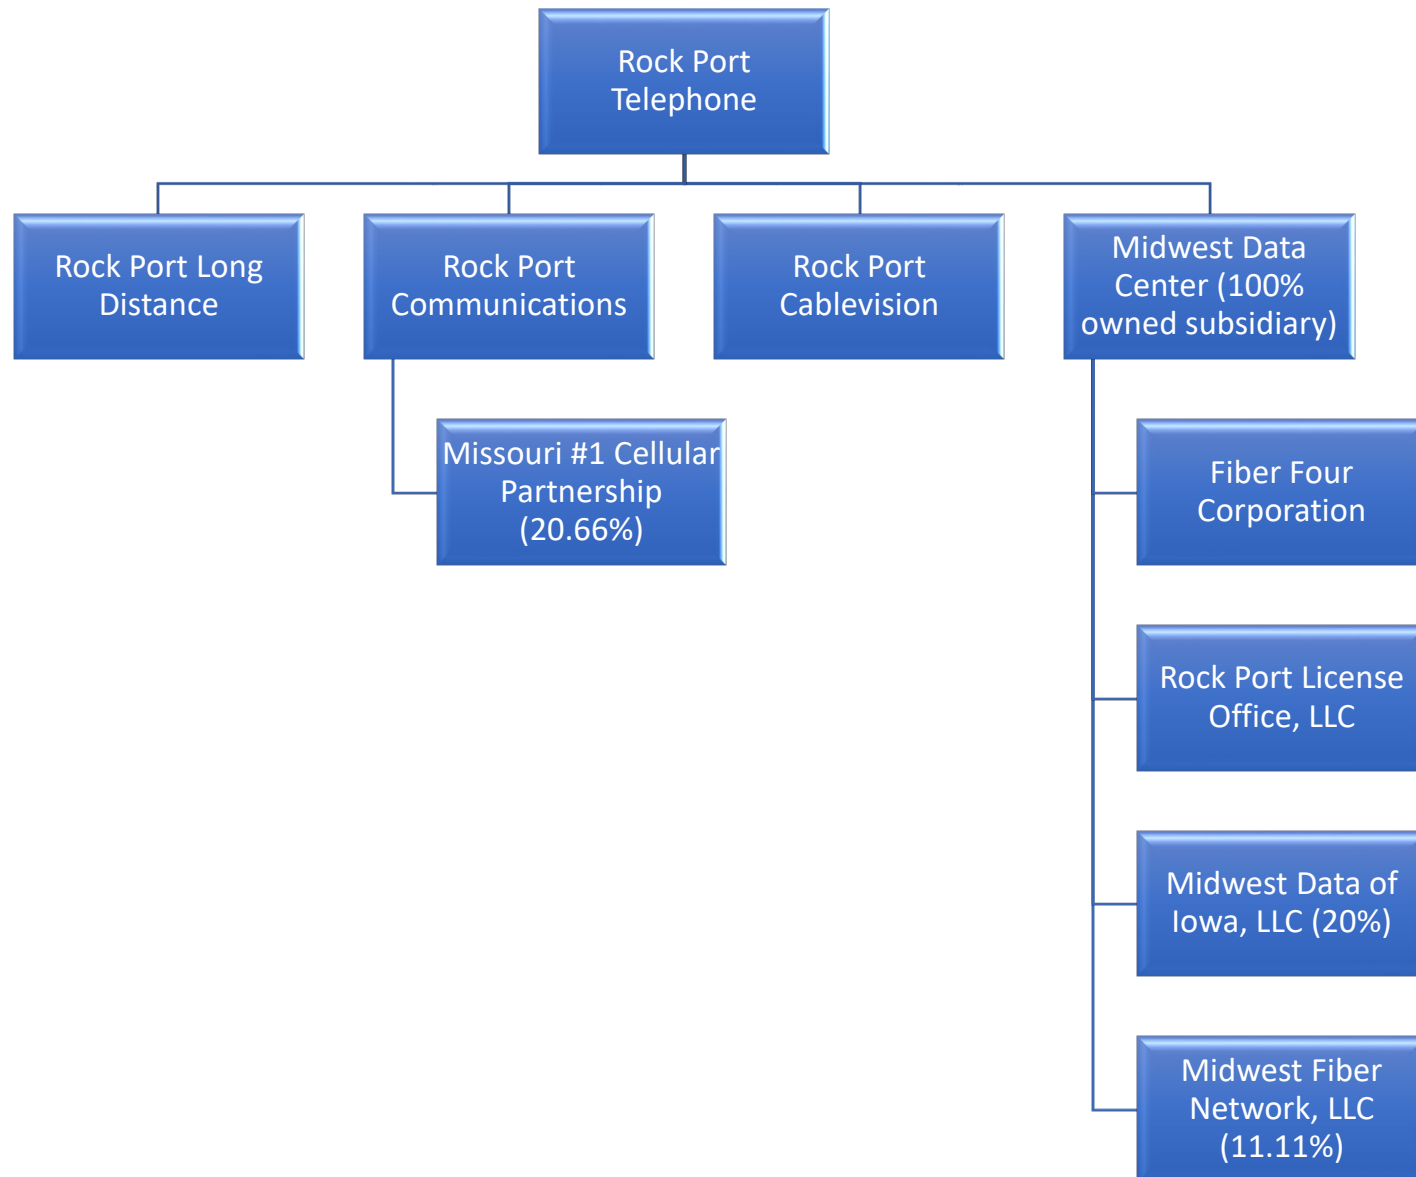 Rock Port
Telephone
Rock Port Long
Distance
Rock Port
Communications
Rock Port
Cablevision
Midwest Data
Center (100%
owned subsidiary)
Missouri #1 Cellular
Partnership
(20.66%)
Fiber Four
Corporation
Rock Port License
Office, LLC
Midwest Data of
Iowa, LLC (20%)
Midwest Fiber
Network, LLC
(11.11%)